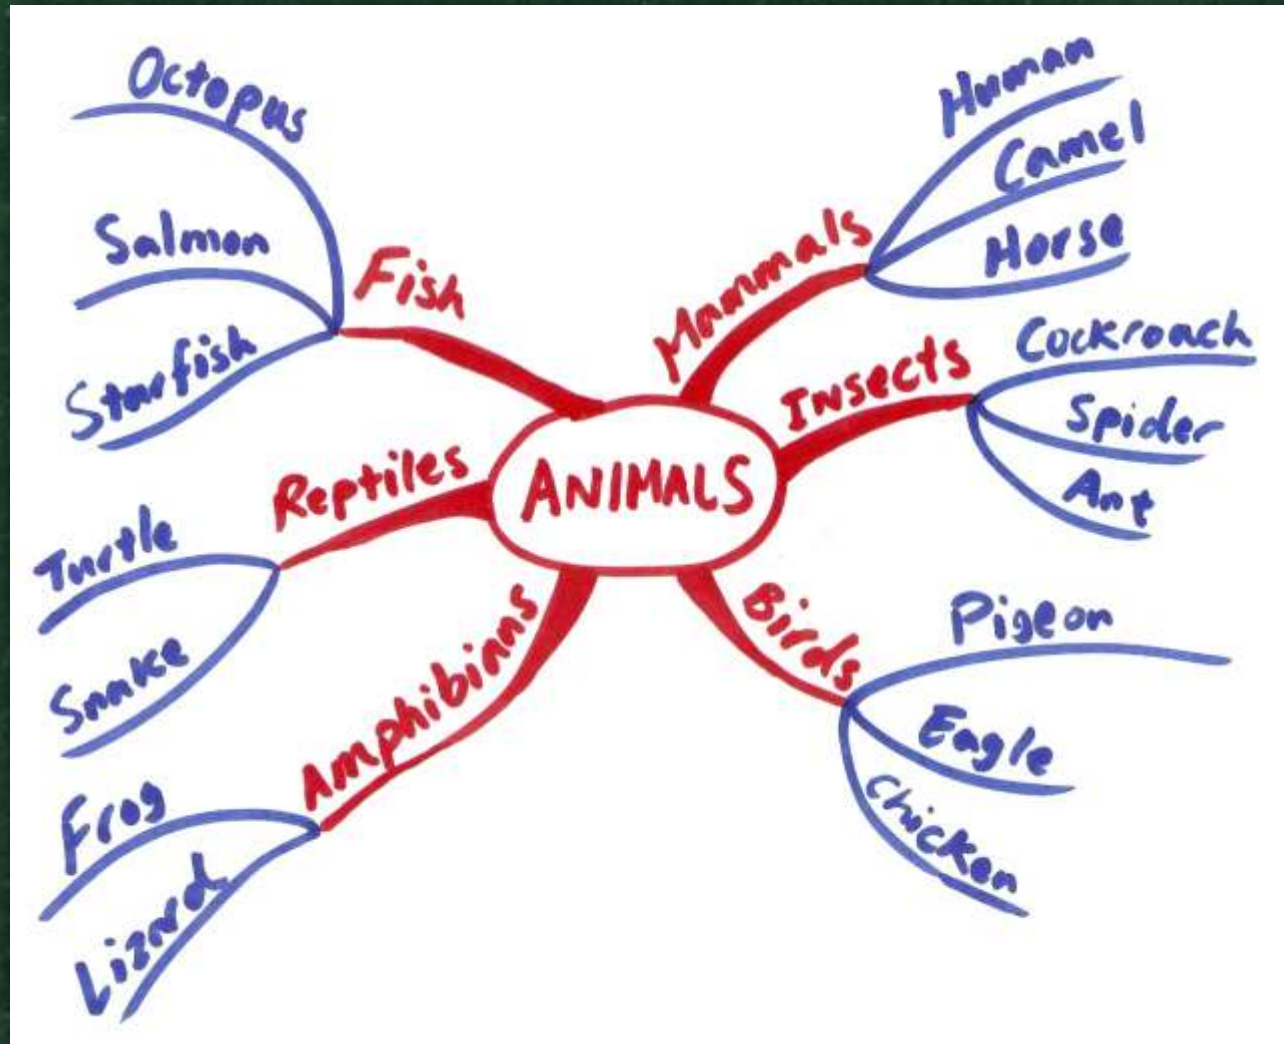 ANIMALS
Mammals
Human
Camel
Horse
Insects
Cockroach
Spider
Ant
Birds
Pigeon
Eagle
Chicken
Amphibians
Frog
Lizard
Reptiles
Turtle
Snake
Fish
Octopus
Salmon
Starfish